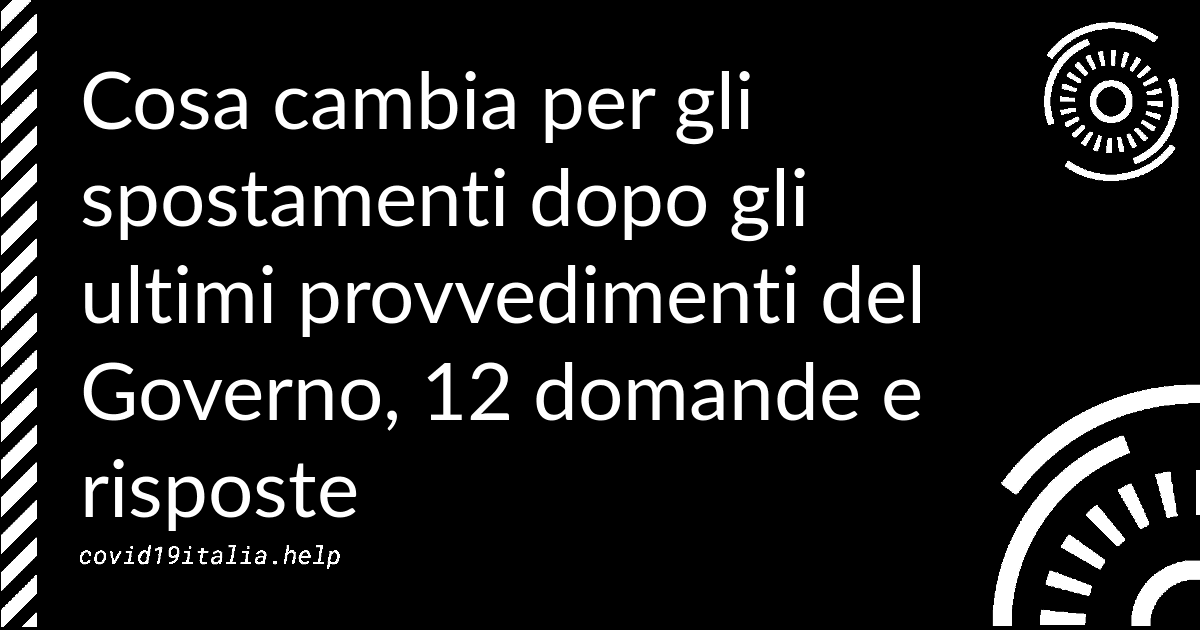 Cosa cambia per gli
spostamenti dopo gli
ultimi provvedimenti del
Governo, 12 domande e
risposte
covid19italia.help